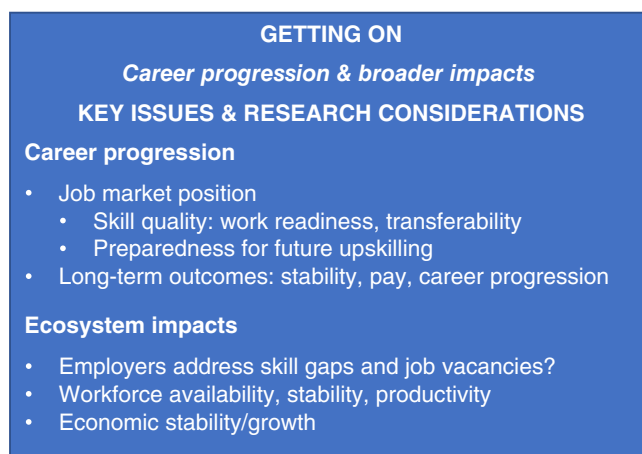 GETTING ON
Career progression & broader impacts
KEY ISSUES & RESEARCH CONSIDERATIONS
Career progression
• Job market position
• Skill quality: work readiness, transferability
• Preparedness for future upskilling
• Long-term outcomes: stability, pay, career progression
Ecosystem impacts
• Employers address skill gaps and job vacancies?
• Workforce availability, stability, productivity
• Economic stability/growth